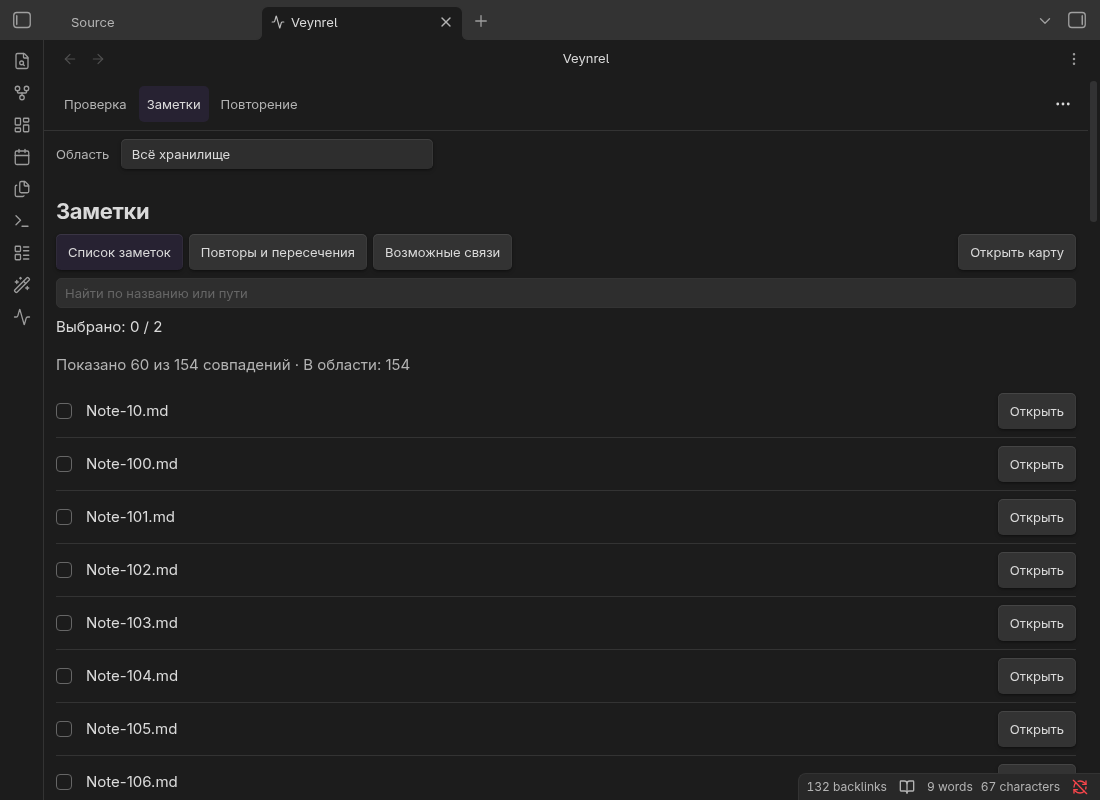 Source
Veynrel
Veynrel
Проверка Заметки Повторение
Область Всё хранилище
Заметки
Список заметок Повторы и пересечения Возможные связи Открыть карту
Найти по названию или пути
Выбрано: 0 / 2
Показано 60 из 154 совпадений · В области: 154
Note-10.md Открыть
Note-100.md Открыть
Note-101.md Открыть
Note-102.md Открыть
Note-103.md Открыть
Note-104.md Открыть
Note-105.md Открыть
Note-106.md
132 backlinks 9 words 67 characters